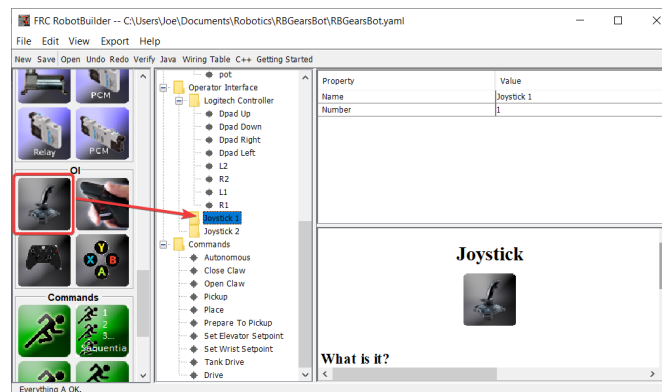 FRC RobotBuilder -- C:\Users\Joe\Documents\Robotics\RBGearsBot\RBGearsBot.yaml
File Edit View Export Help
New Save Open Undo Redo Verify Java Wiring Table C++ Getting Started
PCM
Relay
PCM
OI
Y
X B
A
Commands
1
2
3...
Sequentia
pot
Operator Interface
Logitech Controller
Dpad Up
Dpad Down
Dpad Right
Dpad Left
L2
R2
L1
R1
Joystick 1
Joystick 2
Commands
Autonomous
Close Claw
Open Claw
Pickup
Place
Prepare To Pickup
Set Elevator Setpoint
Set Wrist Setpoint
Tank Drive
Drive
Property Value
Name Joystick 1
Number 1
Joystick
What is it?
Everything A OK.